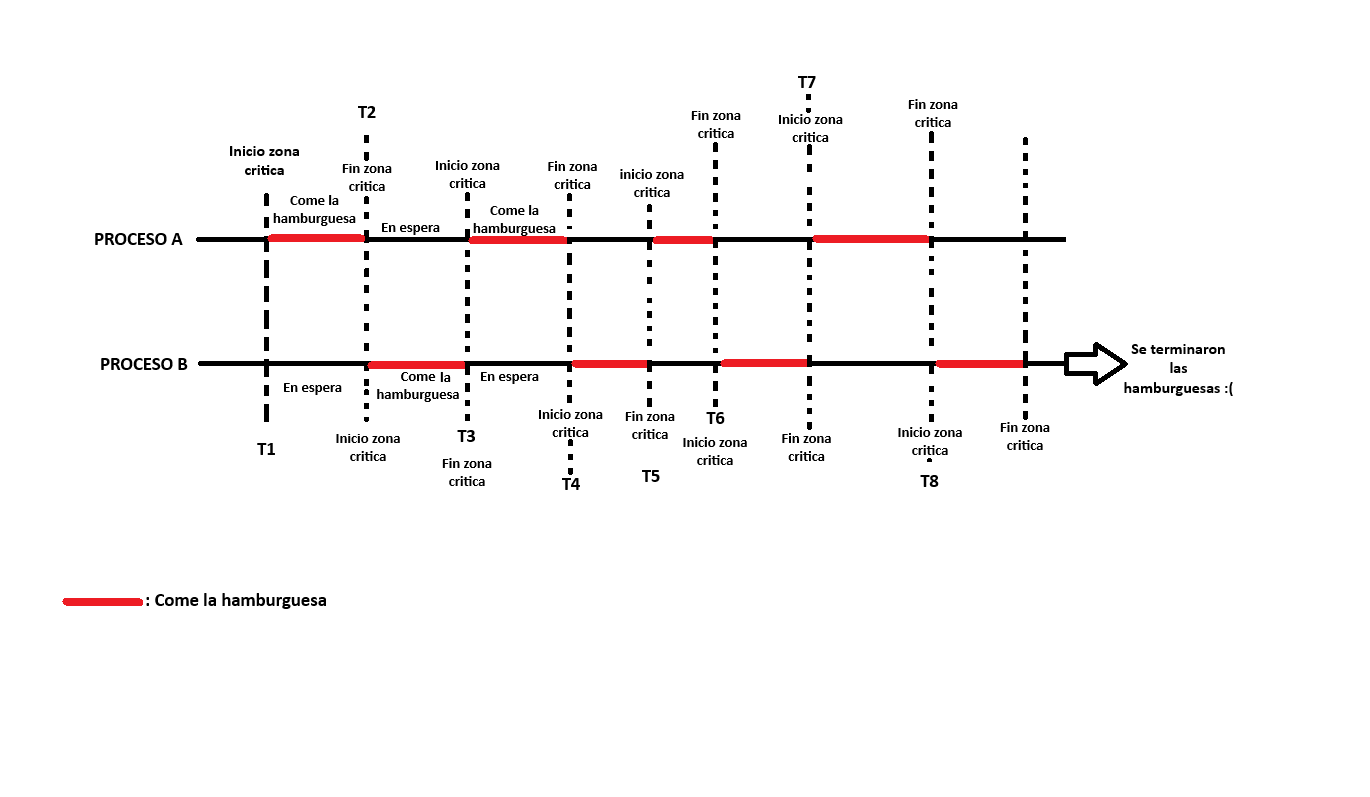 T7
Fin zona
critica
T2
Fin zona
critica
Inicio zona
critica
Inicio zona
critica
Fin zona
critica
Inicio zona
critica
Fin zona
critica
inicio zona
critica
Come la
hamburguesa
Come la
hamburguesa
En espera
PROCESO A
PROCESO B
Se terminaron
las
hamburguesas :(
En espera
Come la
hamburguesa
En espera
Inicio zona
critica
Fin zona
critica
T6
Inicio zona
critica
Fin zona
critica
Inicio zona
critica
Fin zona
critica
T1
Inicio zona
critica
T3
Fin zona
critica
T4
T5
T8
: Come la hamburguesa